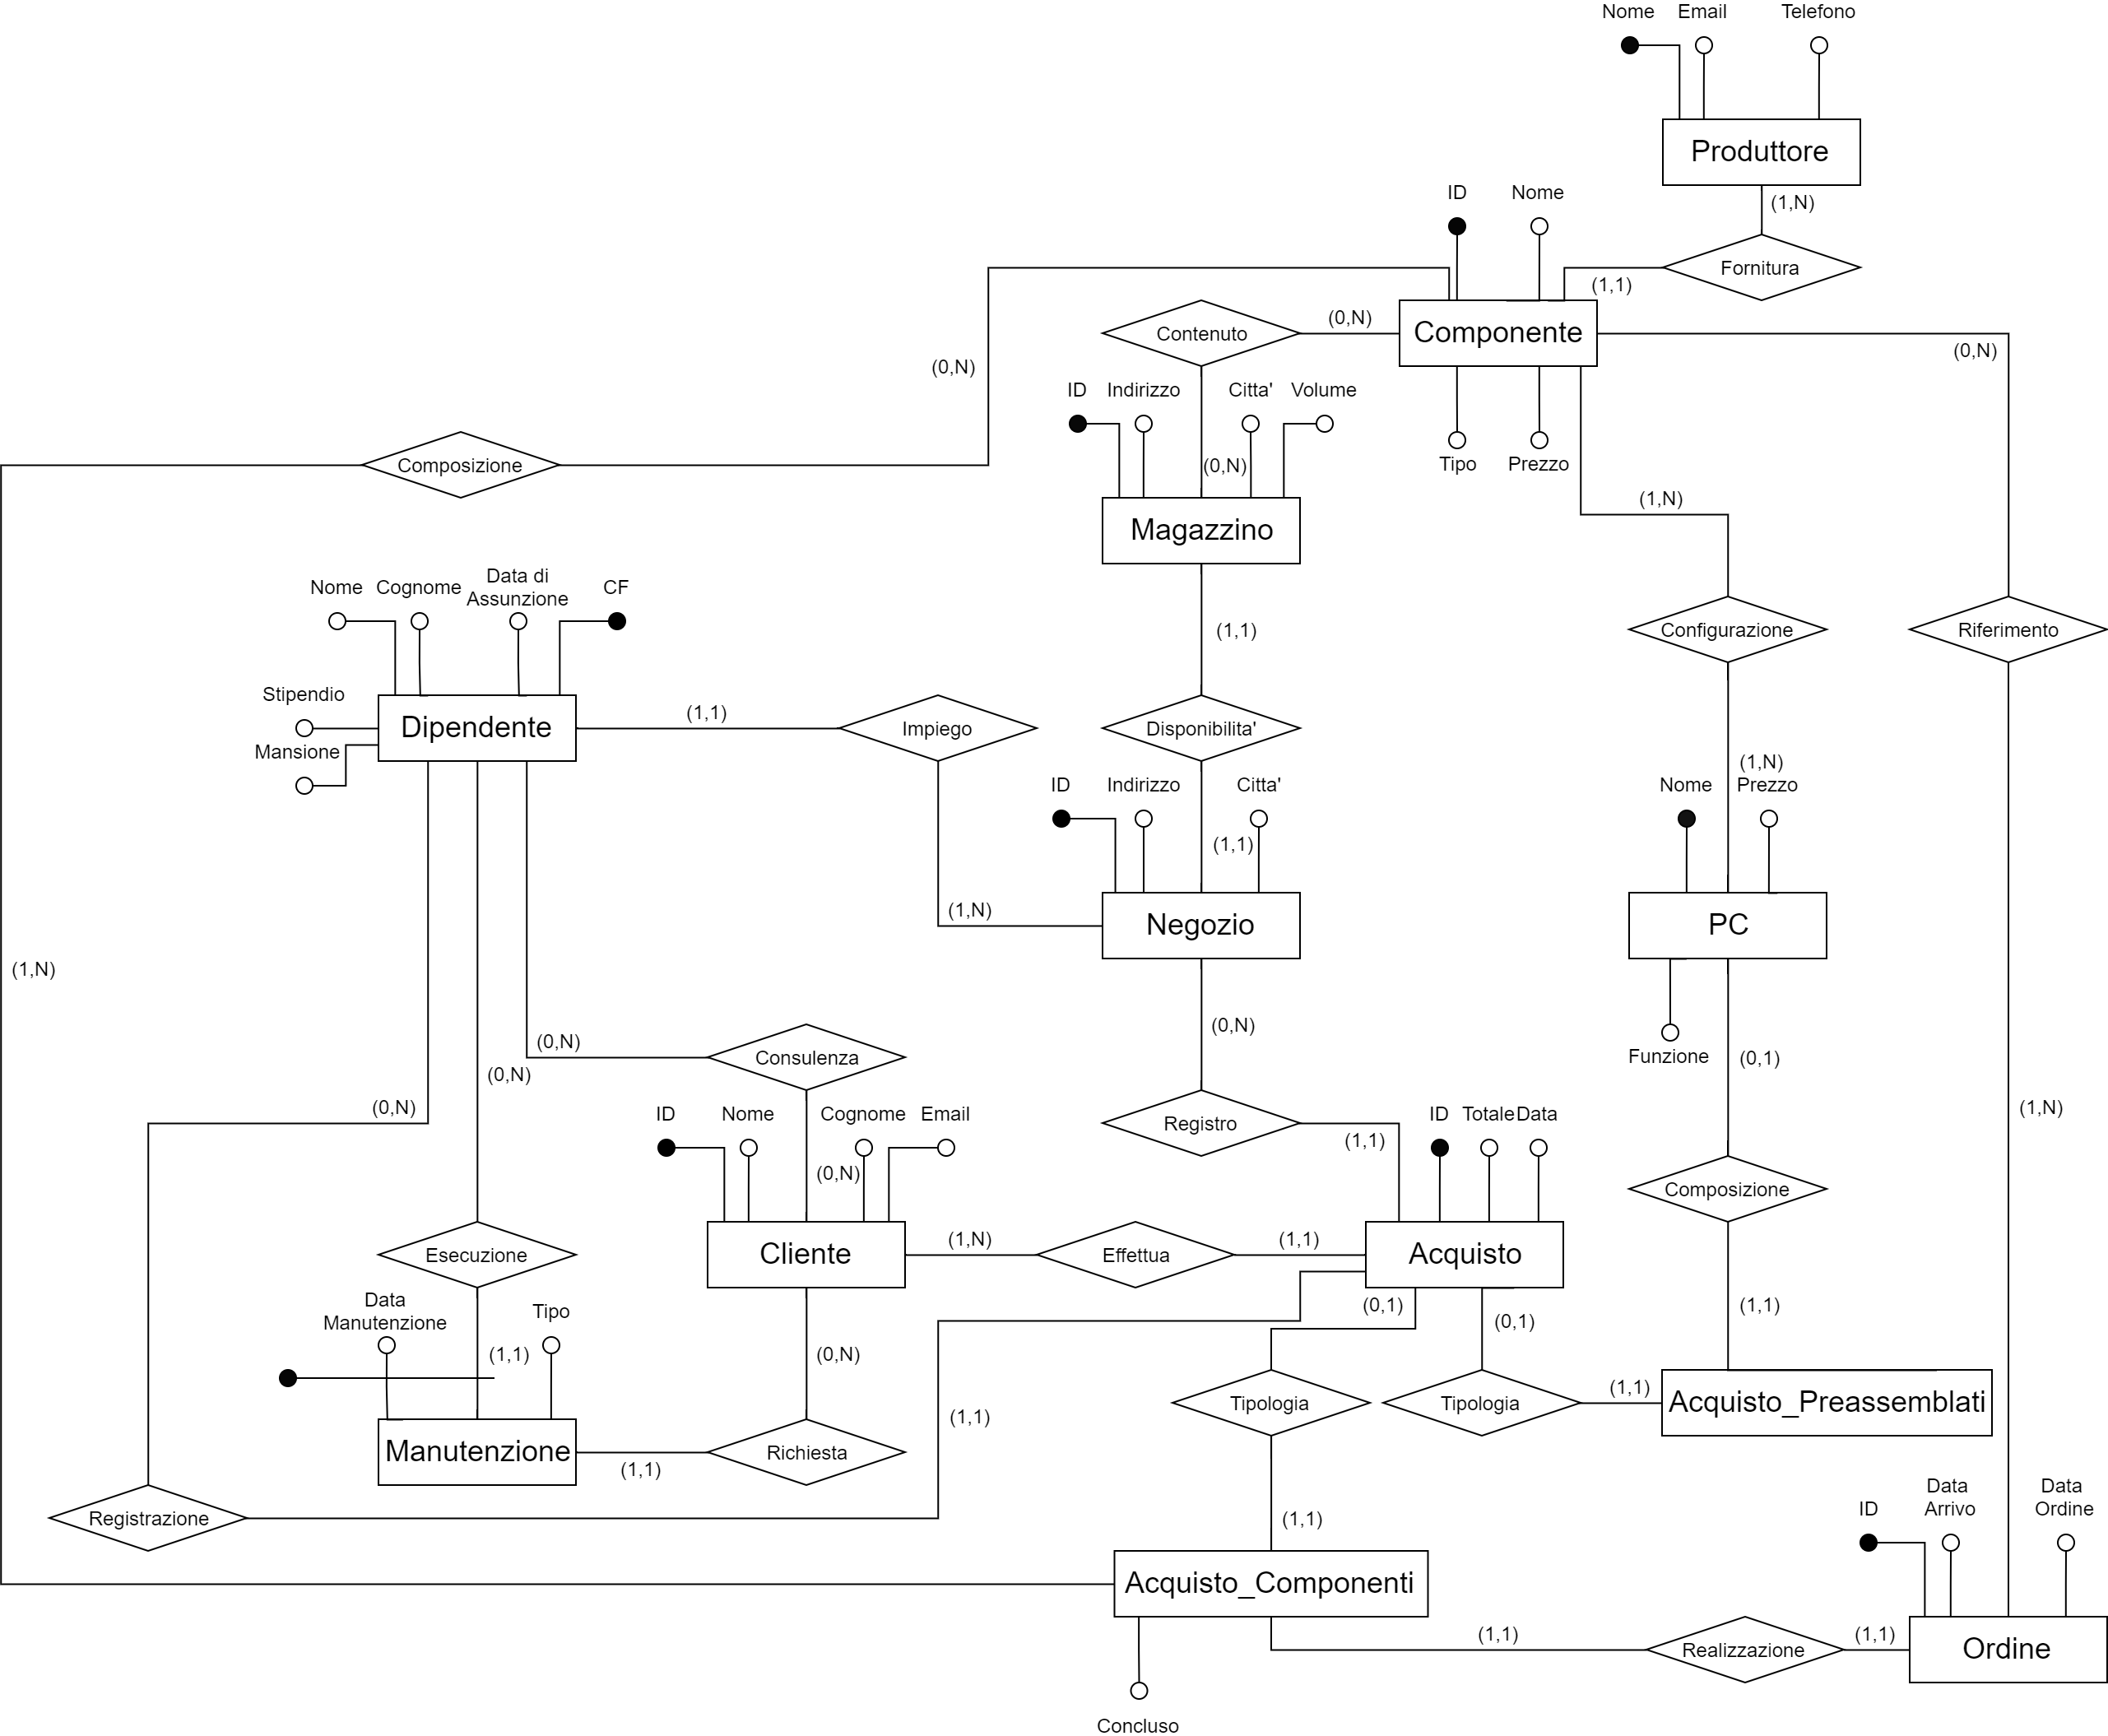 Nome Email Telefono
Produttore
(1,N)
ID Nome
Fornitura
(1,1)
Contenuto
(0,N)
Componente
(0,N)
(0,N)
ID Indirizzo Citta' Volume
Tipo Prezzo
Composizione
(0,N)
(1,N)
Magazzino
Nome Cognome
Data di
Assunzione
CF
(1,1)
Configurazione
Riferimento
Stipendio
Dipendente
(1,1)
Impiego
Disponibilita'
Mansione
(1,N)
ID Indirizzo Citta'
Nome Prezzo
(1,1)
(1,N)
Negozio
PC
(1,N)
(0,N)
(0,N)
Consulenza
Funzione
(0,1)
(0,N)
(0,N)
(1,N)
ID Nome Cognome Email
Registro
(1,1)
ID Totale Data
(0,N)
Composizione
Esecuzione
Cliente
(1,N)
Effettua
(1,1)
Acquisto
Data
Manutenzione
Tipo
(0,1)
(0,1)
(1,1)
(1,1)
(0,N)
(1,1)
Tipologia
Tipologia
(1,1)
Acquisto_Preassemblati
Manutenzione
(1,1)
Richiesta
Registrazione
(1,1)
ID
Data
Arrivo
Data
Ordine
Acquisto_Componenti
(1,1)
Realizzazione
(1,1)
Ordine
Concluso